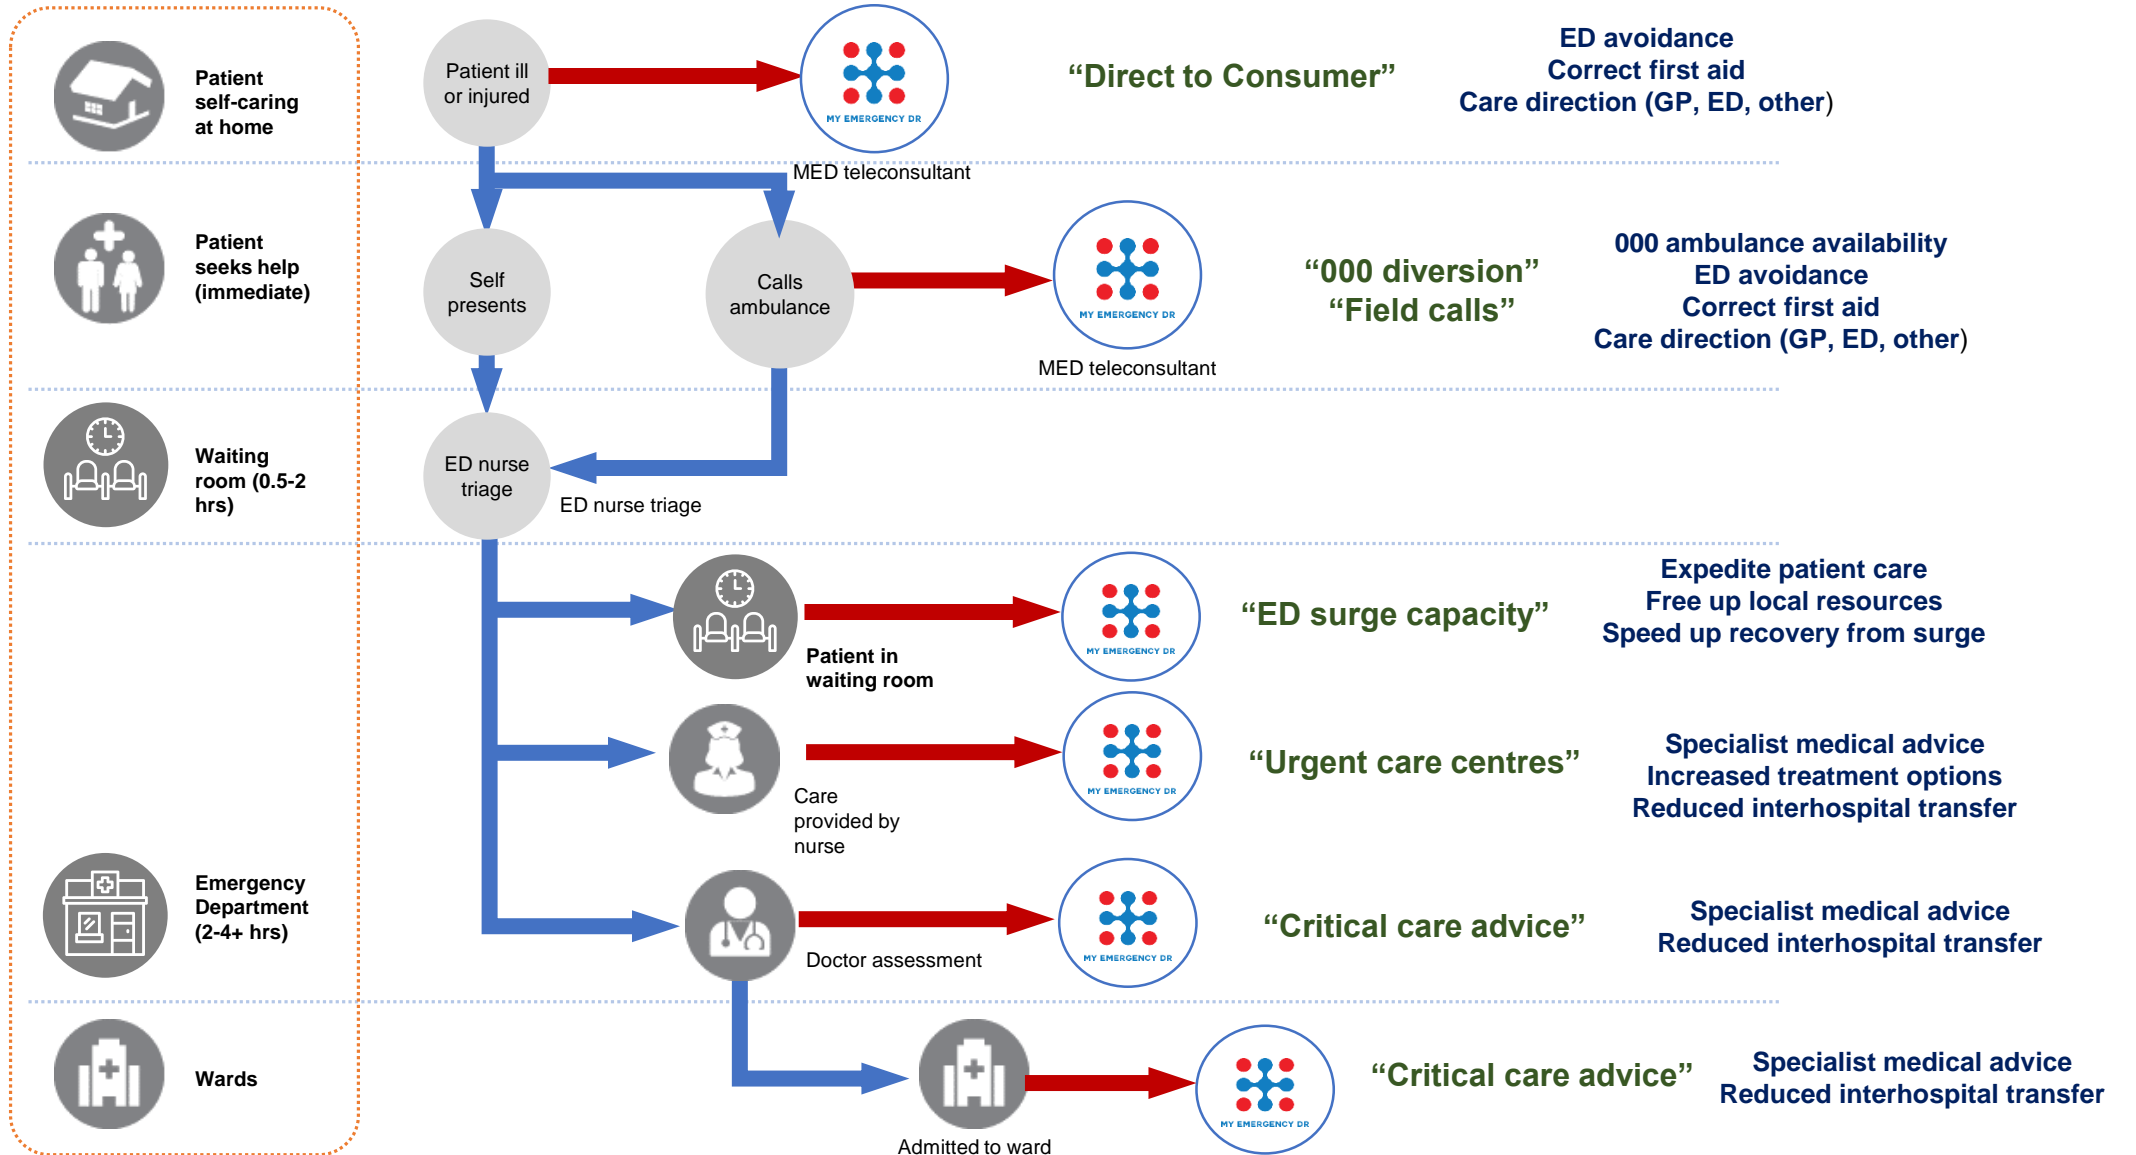 Patient
self-caring
at home
Patient ill
or injured
MY EMERGENCY DR
MED teleconsultant
“Direct to Consumer”
ED avoidance
Correct first aid
Care direction (GP, ED, other)
Patient
seeks help
(immediate)
Self
presents
Calls
ambulance
MY EMERGENCY DR
MED teleconsultant
“000 diversion”
“Field calls”
000 ambulance availability
ED avoidance
Correct first aid
Care direction (GP, ED, other)
Waiting
room (0.5-2
hrs)
ED nurse
triage
ED nurse triage
Patient in
waiting room
MY EMERGENCY DR
“ED surge capacity”
Expedite patient care
Free up local resources
Speed up recovery from surge
Care
provided by
nurse
MY EMERGENCY DR
“Urgent care centres”
Specialist medical advice
Increased treatment options
Reduced interhospital transfer
Emergency
Department
(2-4+ hrs)
Doctor assessment
MY EMERGENCY DR
“Critical care advice”
Specialist medical advice
Reduced interhospital transfer
Wards
Admitted to ward
MY EMERGENCY DR
“Critical care advice”
Specialist medical advice
Reduced interhospital transfer